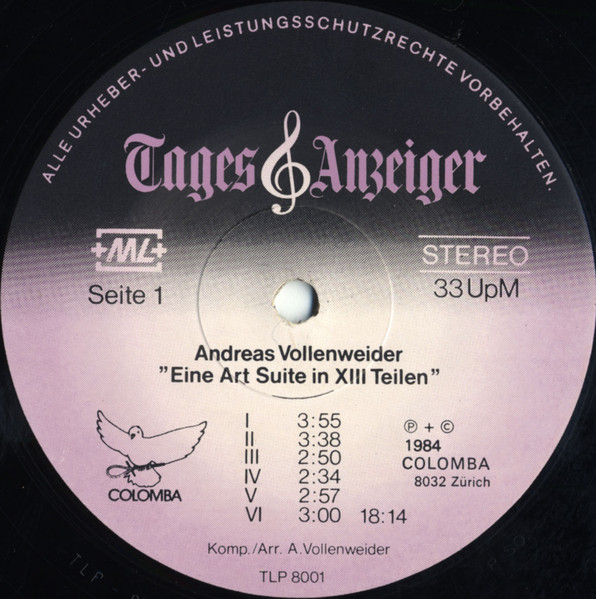 ALLE URHEBER- UND LEISTUNGSSCHUTZRECHTE VORBEHALTEN.
Tages Anzeiger
+ML+
STEREO
Seite 1
33 UpM
Andreas Vollenweider
"Eine Art Suite in XIII Teilen"
I 3:55
II 3:38
III 2:50
IV 2:34
V 2:57
VI 3:00 18:14
COLOMBA
Ⓟ + ©
1984
COLOMBA
8032 Zürich
Komp./Arr. A.Vollenweider
TLP 8001